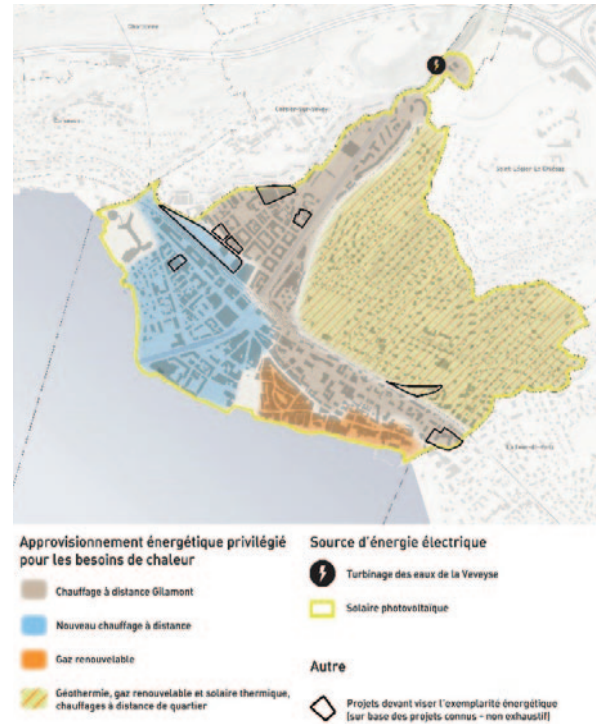 Approvisionnement énergétique privilégié
pour les besoins de chaleur
Chauffage à distance Gilamont
Nouveau chauffage à distance
Gaz renouvelable
Géothermie, gaz renouvelable et solaire thermique,
chauffages à distance de quartier
Source d'énergie électrique
Turbinage des eaux de la Veveyse
Solaire photovoltaïque
Autre
Projets devant viser l'exemplarité énergétique
(sur base des projets connus - non exhaustif)